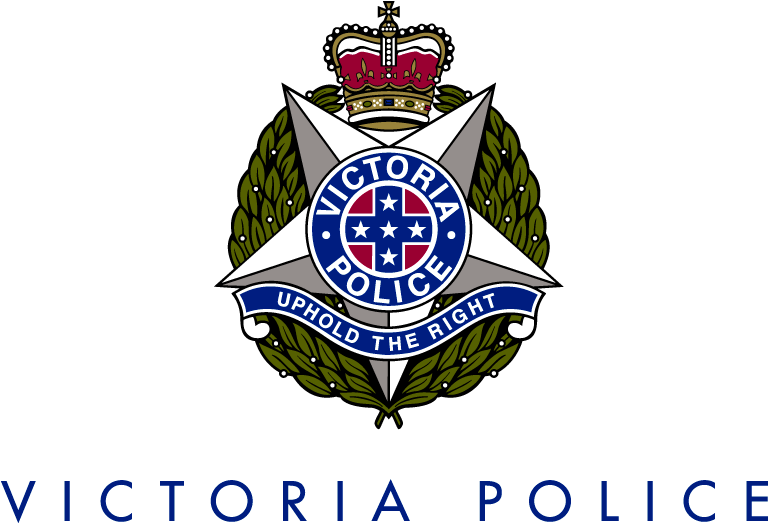 VICTORIA
POLICE
UPHOLD THE RIGHT
VICTORIA POLICE